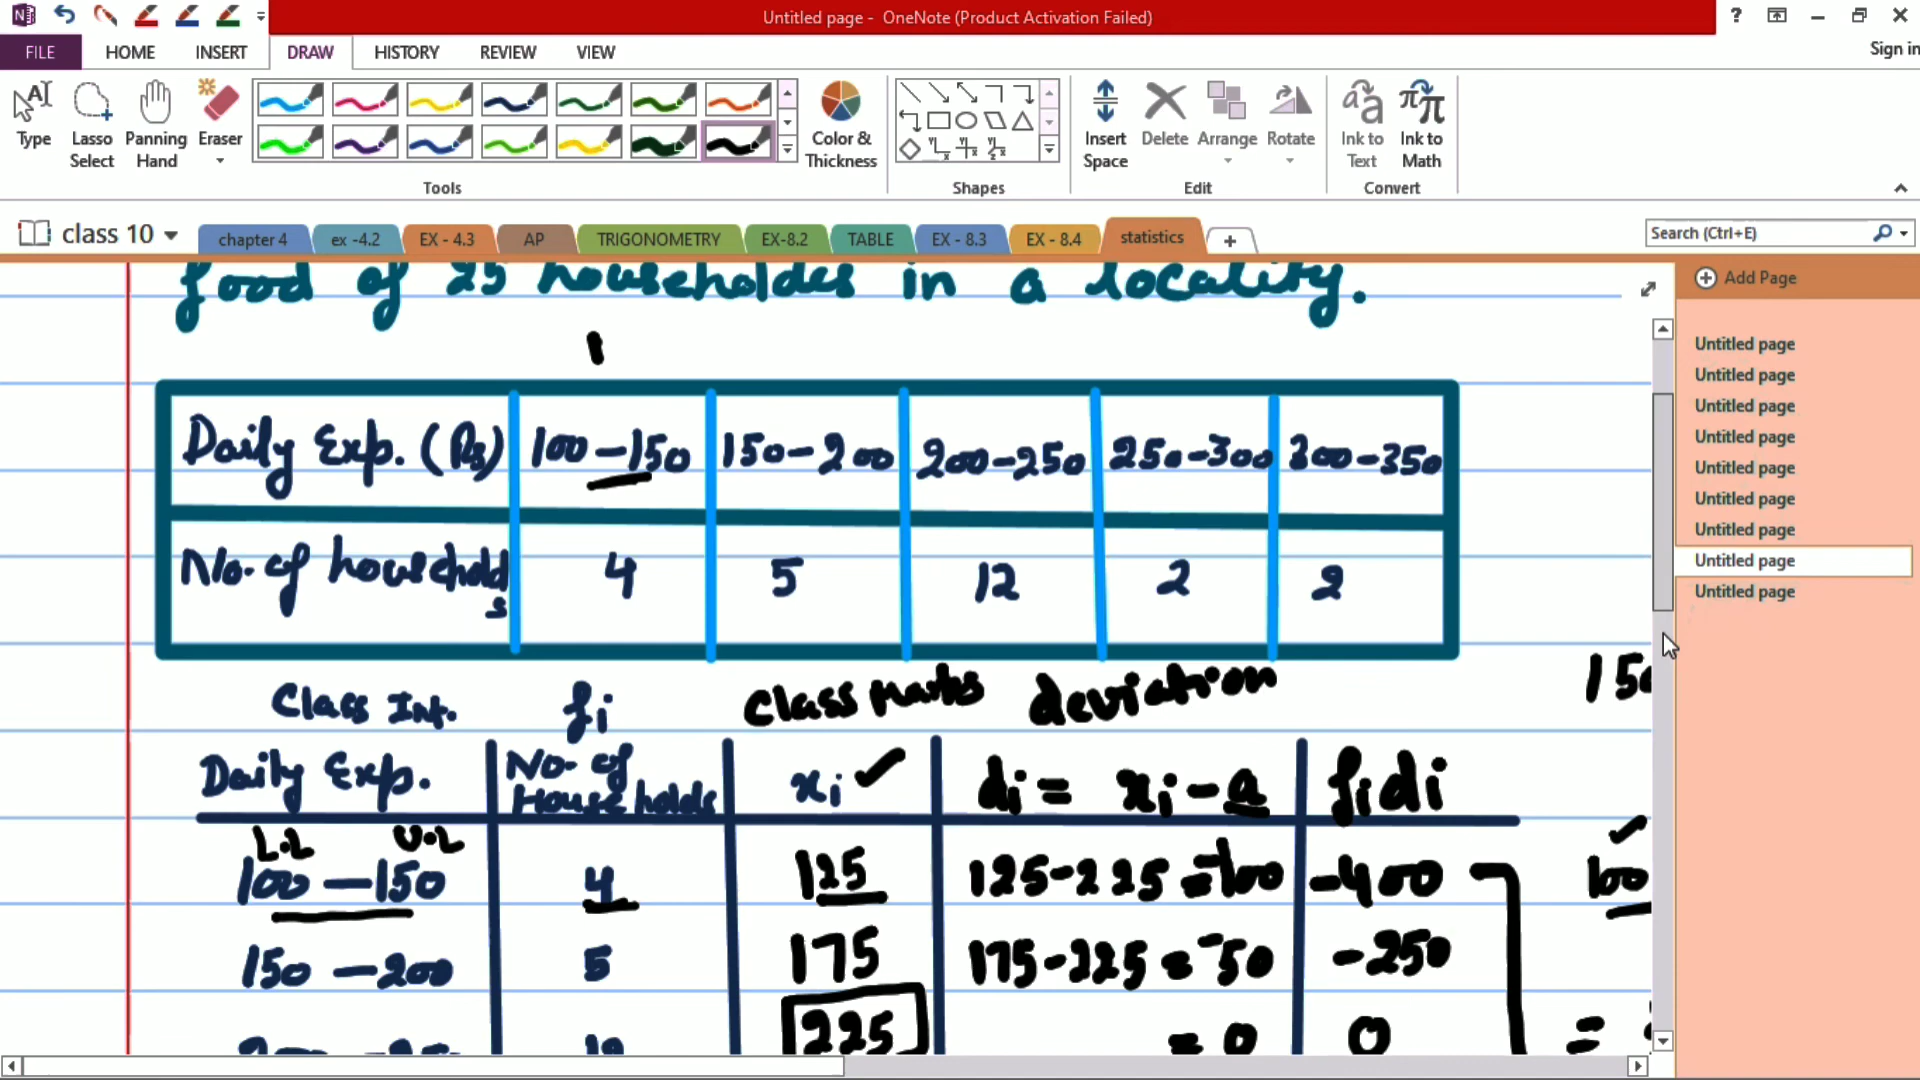 Untitled page - OneNote (Product Activation Failed)
?
Sign in
FILE HOME INSERT DRAW HISTORY REVIEW VIEW
Type
Lasso Select
Panning Hand
Eraser
Color & Thickness
Insert Space
Delete
Arrange
Rotate
Ink to Text
Ink to Math
Tools
Shapes
Edit
Convert
class 10
chapter 4
ex -4.2
EX - 4.3
AP
TRIGONOMETRY
EX-8.2
TABLE
EX - 8.3
EX - 8.4
statistics
Search (Ctrl+E)
Add Page
Untitled page
Untitled page
Untitled page
Untitled page
Untitled page
Untitled page
Untitled page
Untitled page
Untitled page
food of 25 householdes in a locality.
Daily Exp. (Rs) 100-150 150-200 200-250 250-300 300-350
No. of households 4 5 12 2 2
Class Int. fi Class marks deviation
Daily Exp. No. of Households xi ✓ di = xi - a fidi
L.L U.L
100 - 150 4 125 125-225 = -100 -400
150 - 200 5 175 175-225 = -50 -250
225 = 0 0
100
=